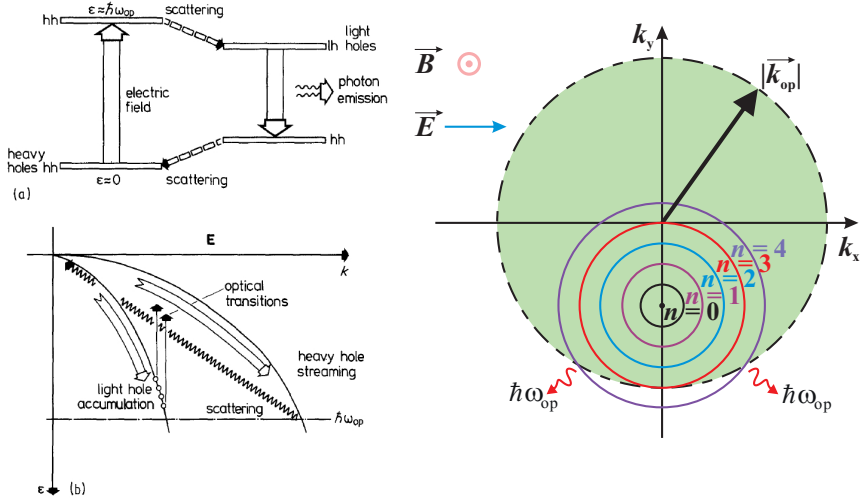 hh
ε≈ħω_op
scattering
light
lh holes
electric
field
photon
emission
hh
heavy
holes hh
scattering
ε≈0
(a)
E
k
optical
transitions
heavy hole
streaming
light hole
accumulation
scattering
ħω_op
ε
(b)
B
E
k_y
|k_op|
k_x
n = 4
n = 3
n = 2
n = 1
n = 0
ħω_op
ħω_op